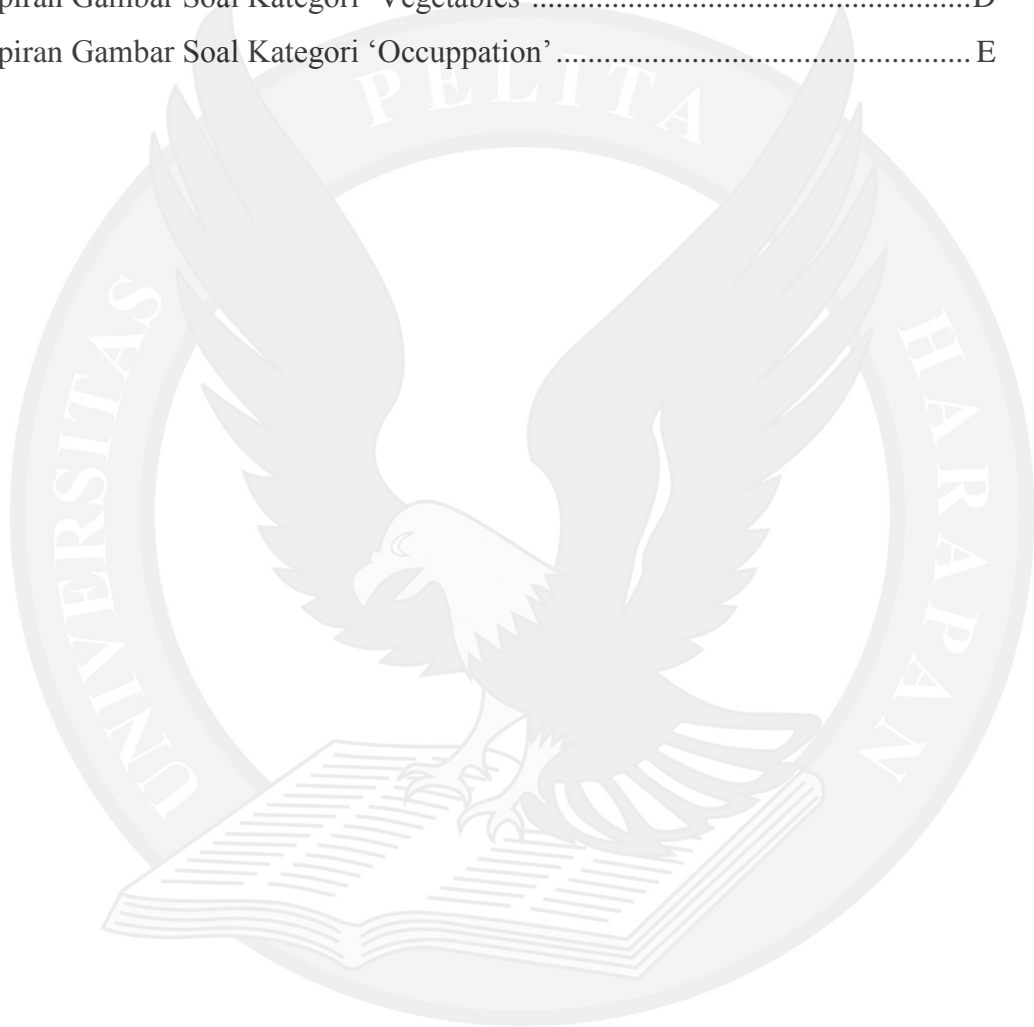 piran Gambar Soal Kategori ‘Vegetables’ ........................................................D
piran Gambar Soal Kategori ‘Occuppation’ ..................................................... E
PELITA
UNIVERSITAS
HARAPAN